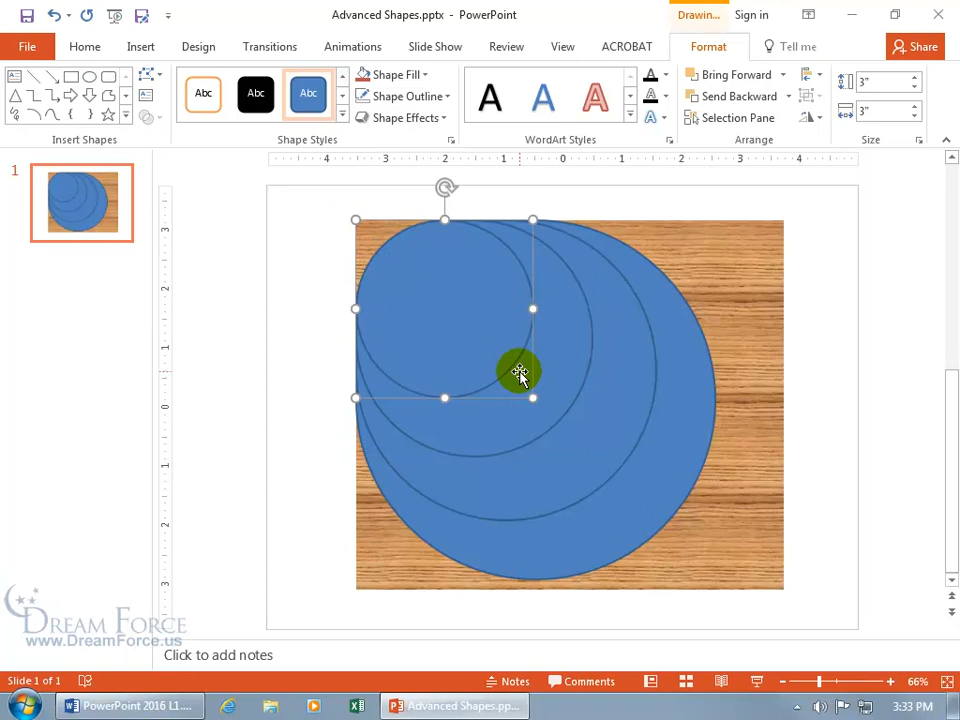 Advanced Shapes.pptx - PowerPoint
Drawin...
Sign in
File
Home
Insert
Design
Transitions
Animations
Slide Show
Review
View
ACROBAT
Format
Tell me
Share
Abc
Abc
Abc
Shape Fill
Shape Outline
Shape Effects
A
A
A
A
A
A
Bring Forward
Send Backward
Selection Pane
3"
3"
Insert Shapes
Shape Styles
WordArt Styles
Arrange
Size
4 3 2 1 0 1 2 3 4
1
3
2
1
0
1
2
3
DREAM FORCE
www.DreamForce.us
Click to add notes
Slide 1 of 1
Notes
Comments
66%
PowerPoint 2016 L1....
Advanced Shapes.pp...
3:33 PM